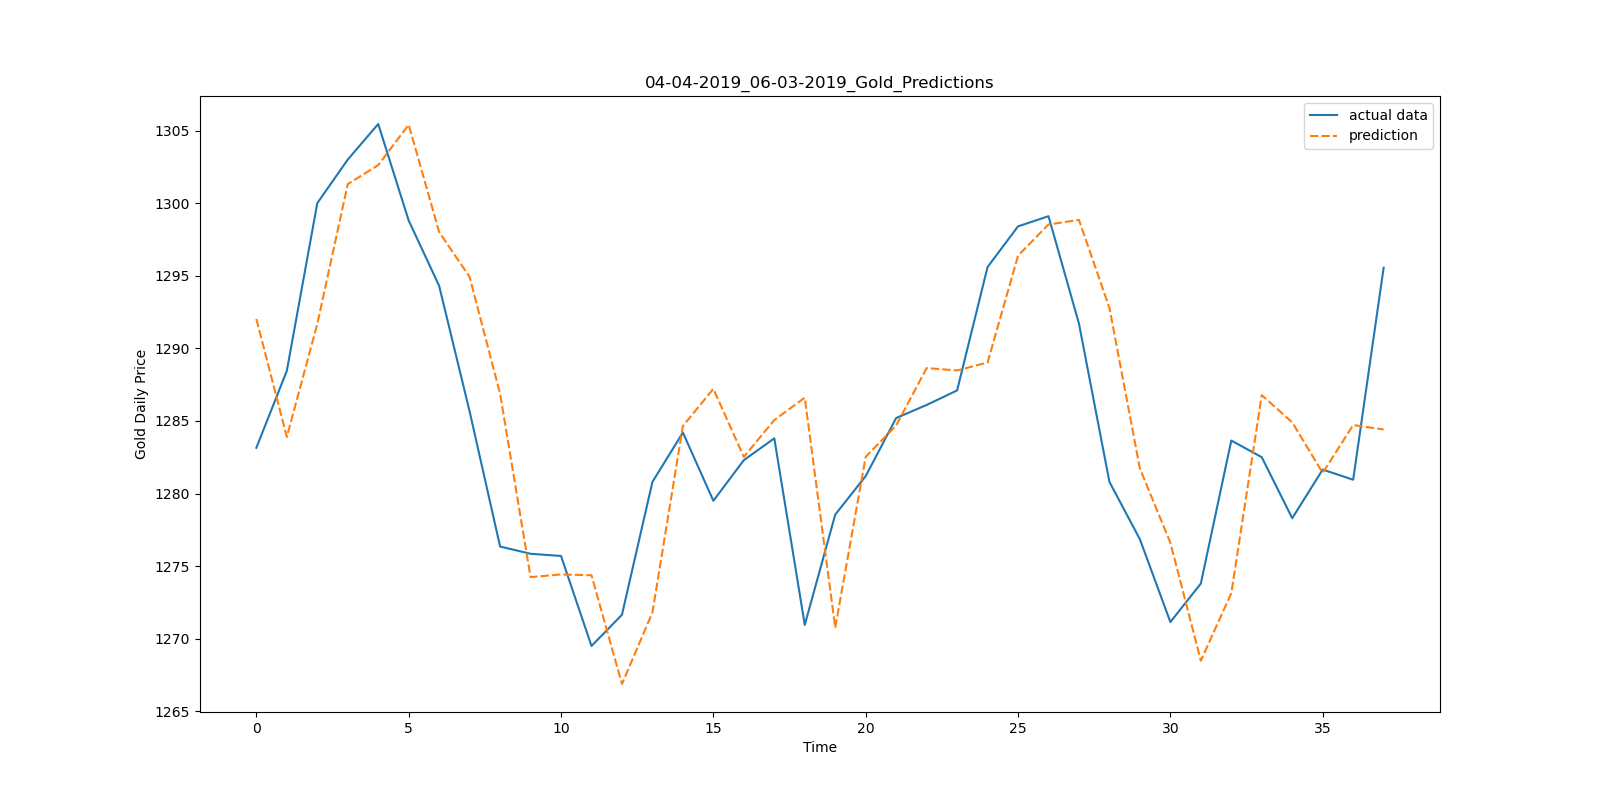 04-04-2019_06-03-2019_Gold_Predictions
actual data
prediction
Gold Daily Price
1305
1300
1295
1290
1285
1280
1275
1270
1265
0 5 10 15 20 25 30 35
Time